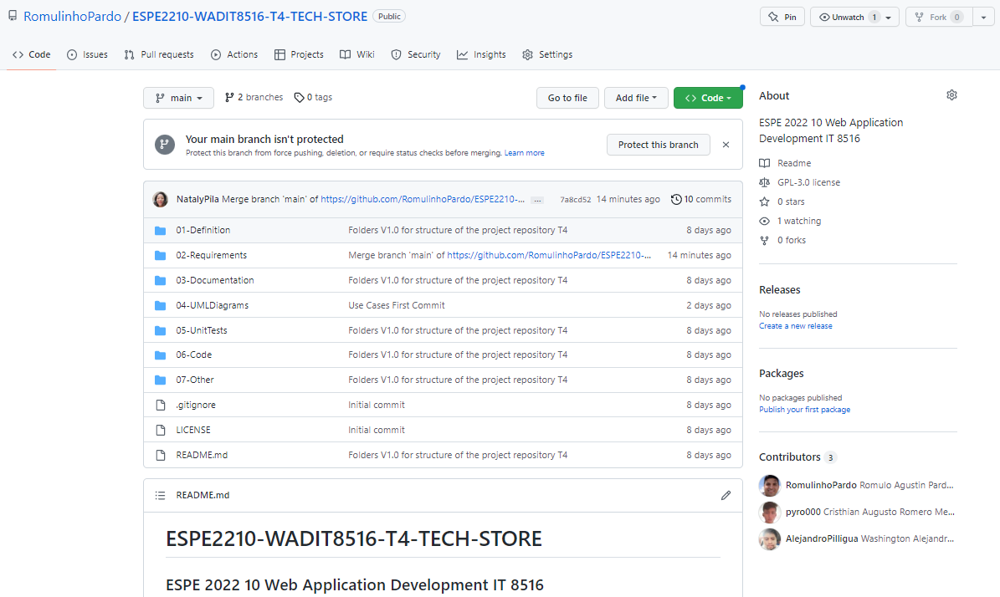 RomulinhoPardo / ESPE2210-WADIT8516-T4-TECH-STORE Public
Pin Unwatch 1 Fork 0
Code Issues Pull requests Actions Projects Wiki Security Insights Settings
main 2 branches 0 tags Go to file Add file Code
Your main branch isn't protected
Protect this branch from force pushing, deletion, or require status checks before merging. Learn more
Protect this branch
NatalyPila Merge branch 'main' of https://github.com/RomulinhoPardo/ESPE2210-... ... 7a8cd52 14 minutes ago 10 commits
01-Definition Folders V1.0 for structure of the project repository T4 8 days ago
02-Requirements Merge branch 'main' of https://github.com/RomulinhoPardo/ESPE2210-... 14 minutes ago
03-Documentation Folders V1.0 for structure of the project repository T4 8 days ago
04-UMLDiagrams Use Cases First Commit 2 days ago
05-UnitTests Folders V1.0 for structure of the project repository T4 8 days ago
06-Code Folders V1.0 for structure of the project repository T4 8 days ago
07-Other Folders V1.0 for structure of the project repository T4 8 days ago
.gitignore Initial commit 8 days ago
LICENSE Initial commit 8 days ago
README.md Folders V1.0 for structure of the project repository T4 8 days ago
README.md
ESPE2210-WADIT8516-T4-TECH-STORE
ESPE 2022 10 Web Application Development IT 8516
About
ESPE 2022 10 Web Application
Development IT 8516
Readme
GPL-3.0 license
0 stars
1 watching
0 forks
Releases
No releases published
Create a new release
Packages
No packages published
Publish your first package
Contributors 3
RomulinhoPardo Romulo Agustin Pard...
pyro000 Cristhian Augusto Romero Me...
AlejandroPilligua Washington Alejandr...